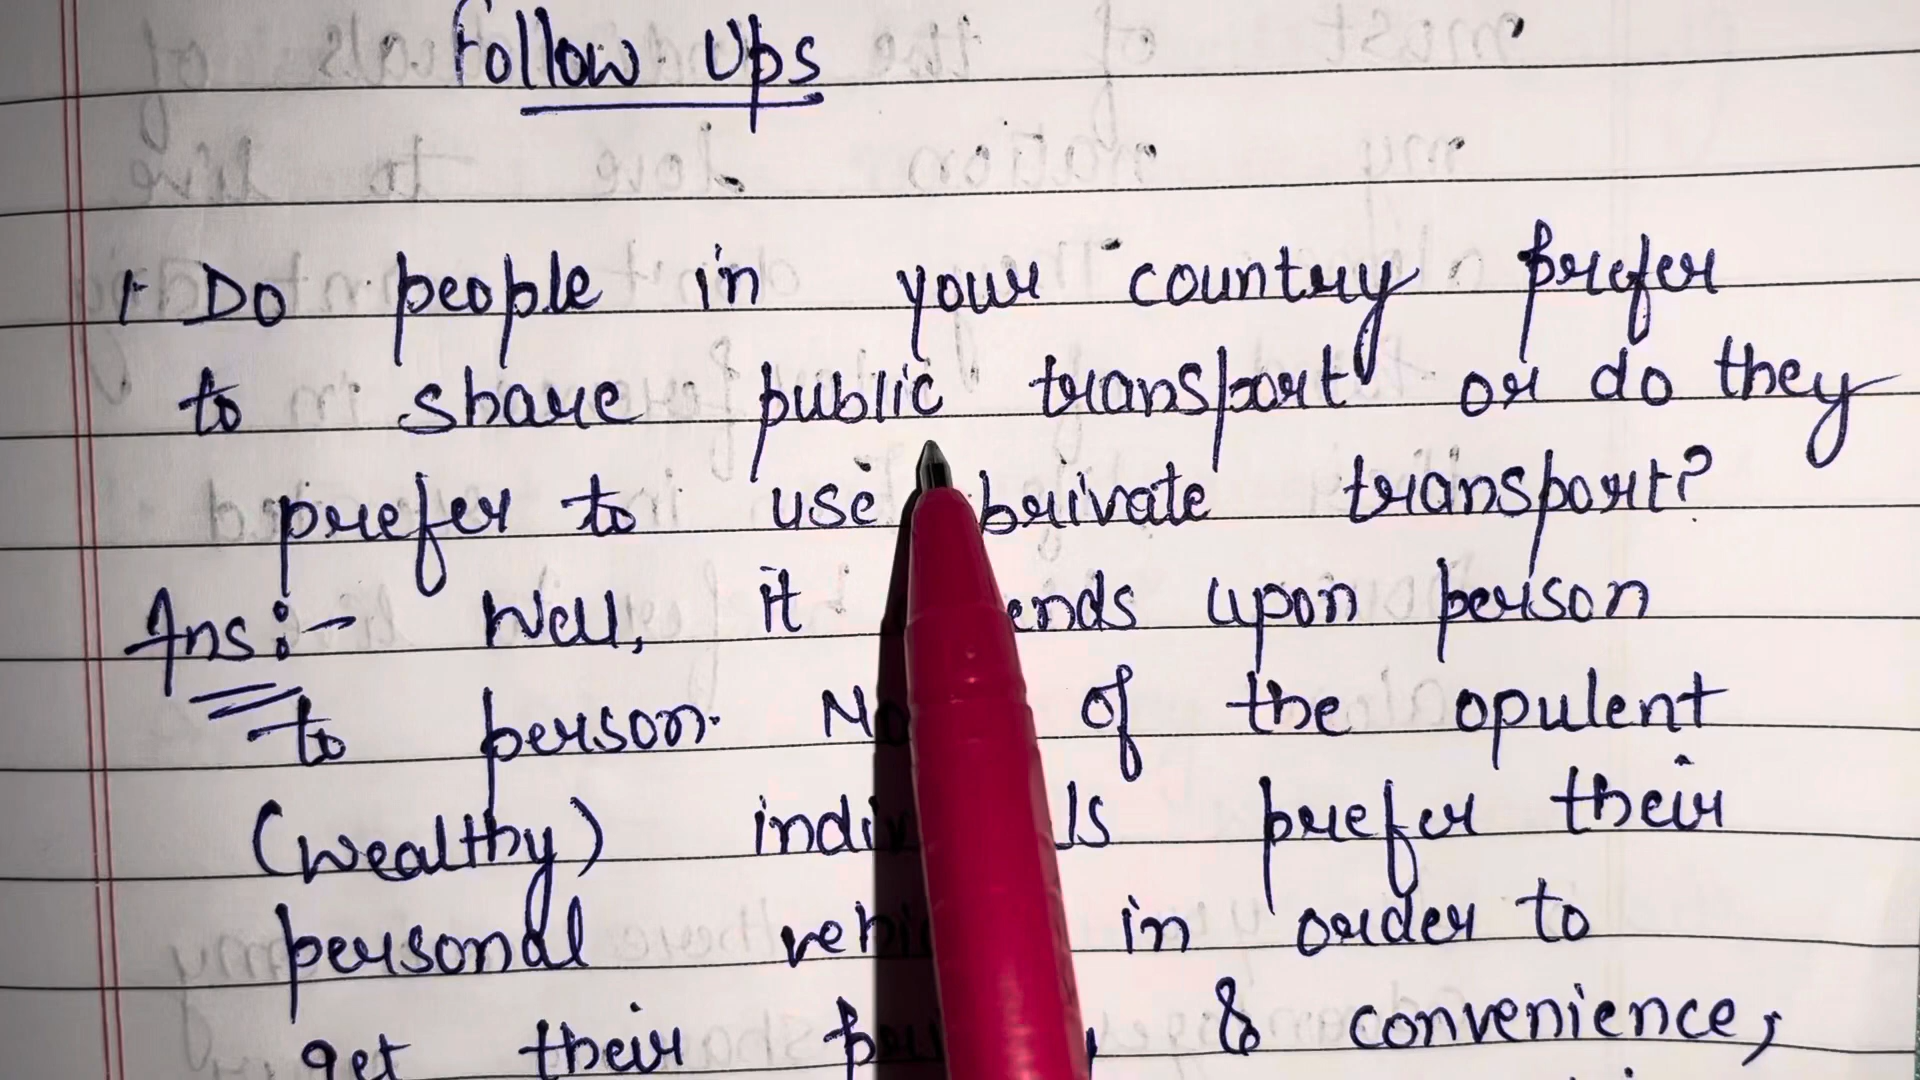 Follow Ups
1. Do people in your country prefer
to share public transport or do they
prefer to use private transport?
Ans:- Well, it ends upon person
to person. of the opulent
(wealthy) prefer their
personal in order to
get their & convenience,